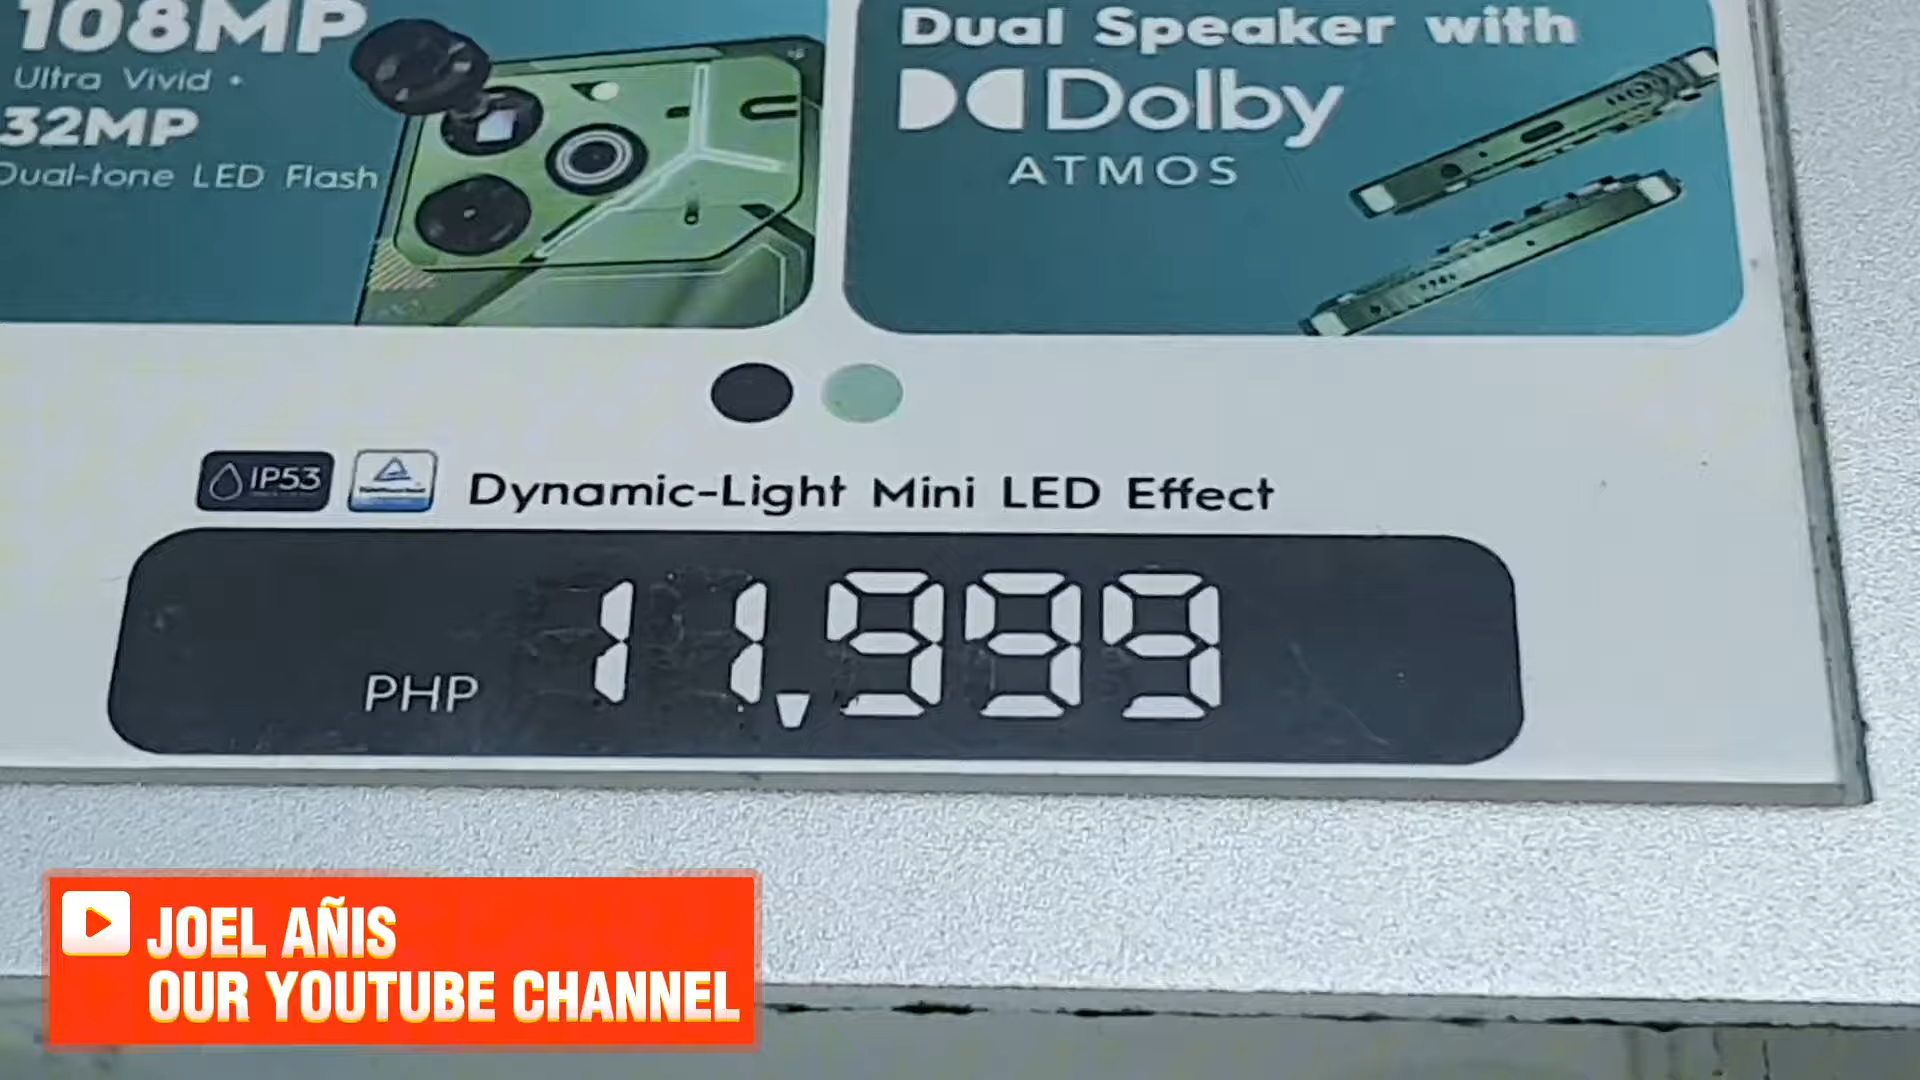 108MP
Ultra Vivid •
32MP
Dual-tone LED Flash
Dual Speaker with
Dolby
ATMOS
IP53
Dynamic-Light Mini LED Effect
PHP 11,999
JOEL AÑIS
OUR YOUTUBE CHANNEL